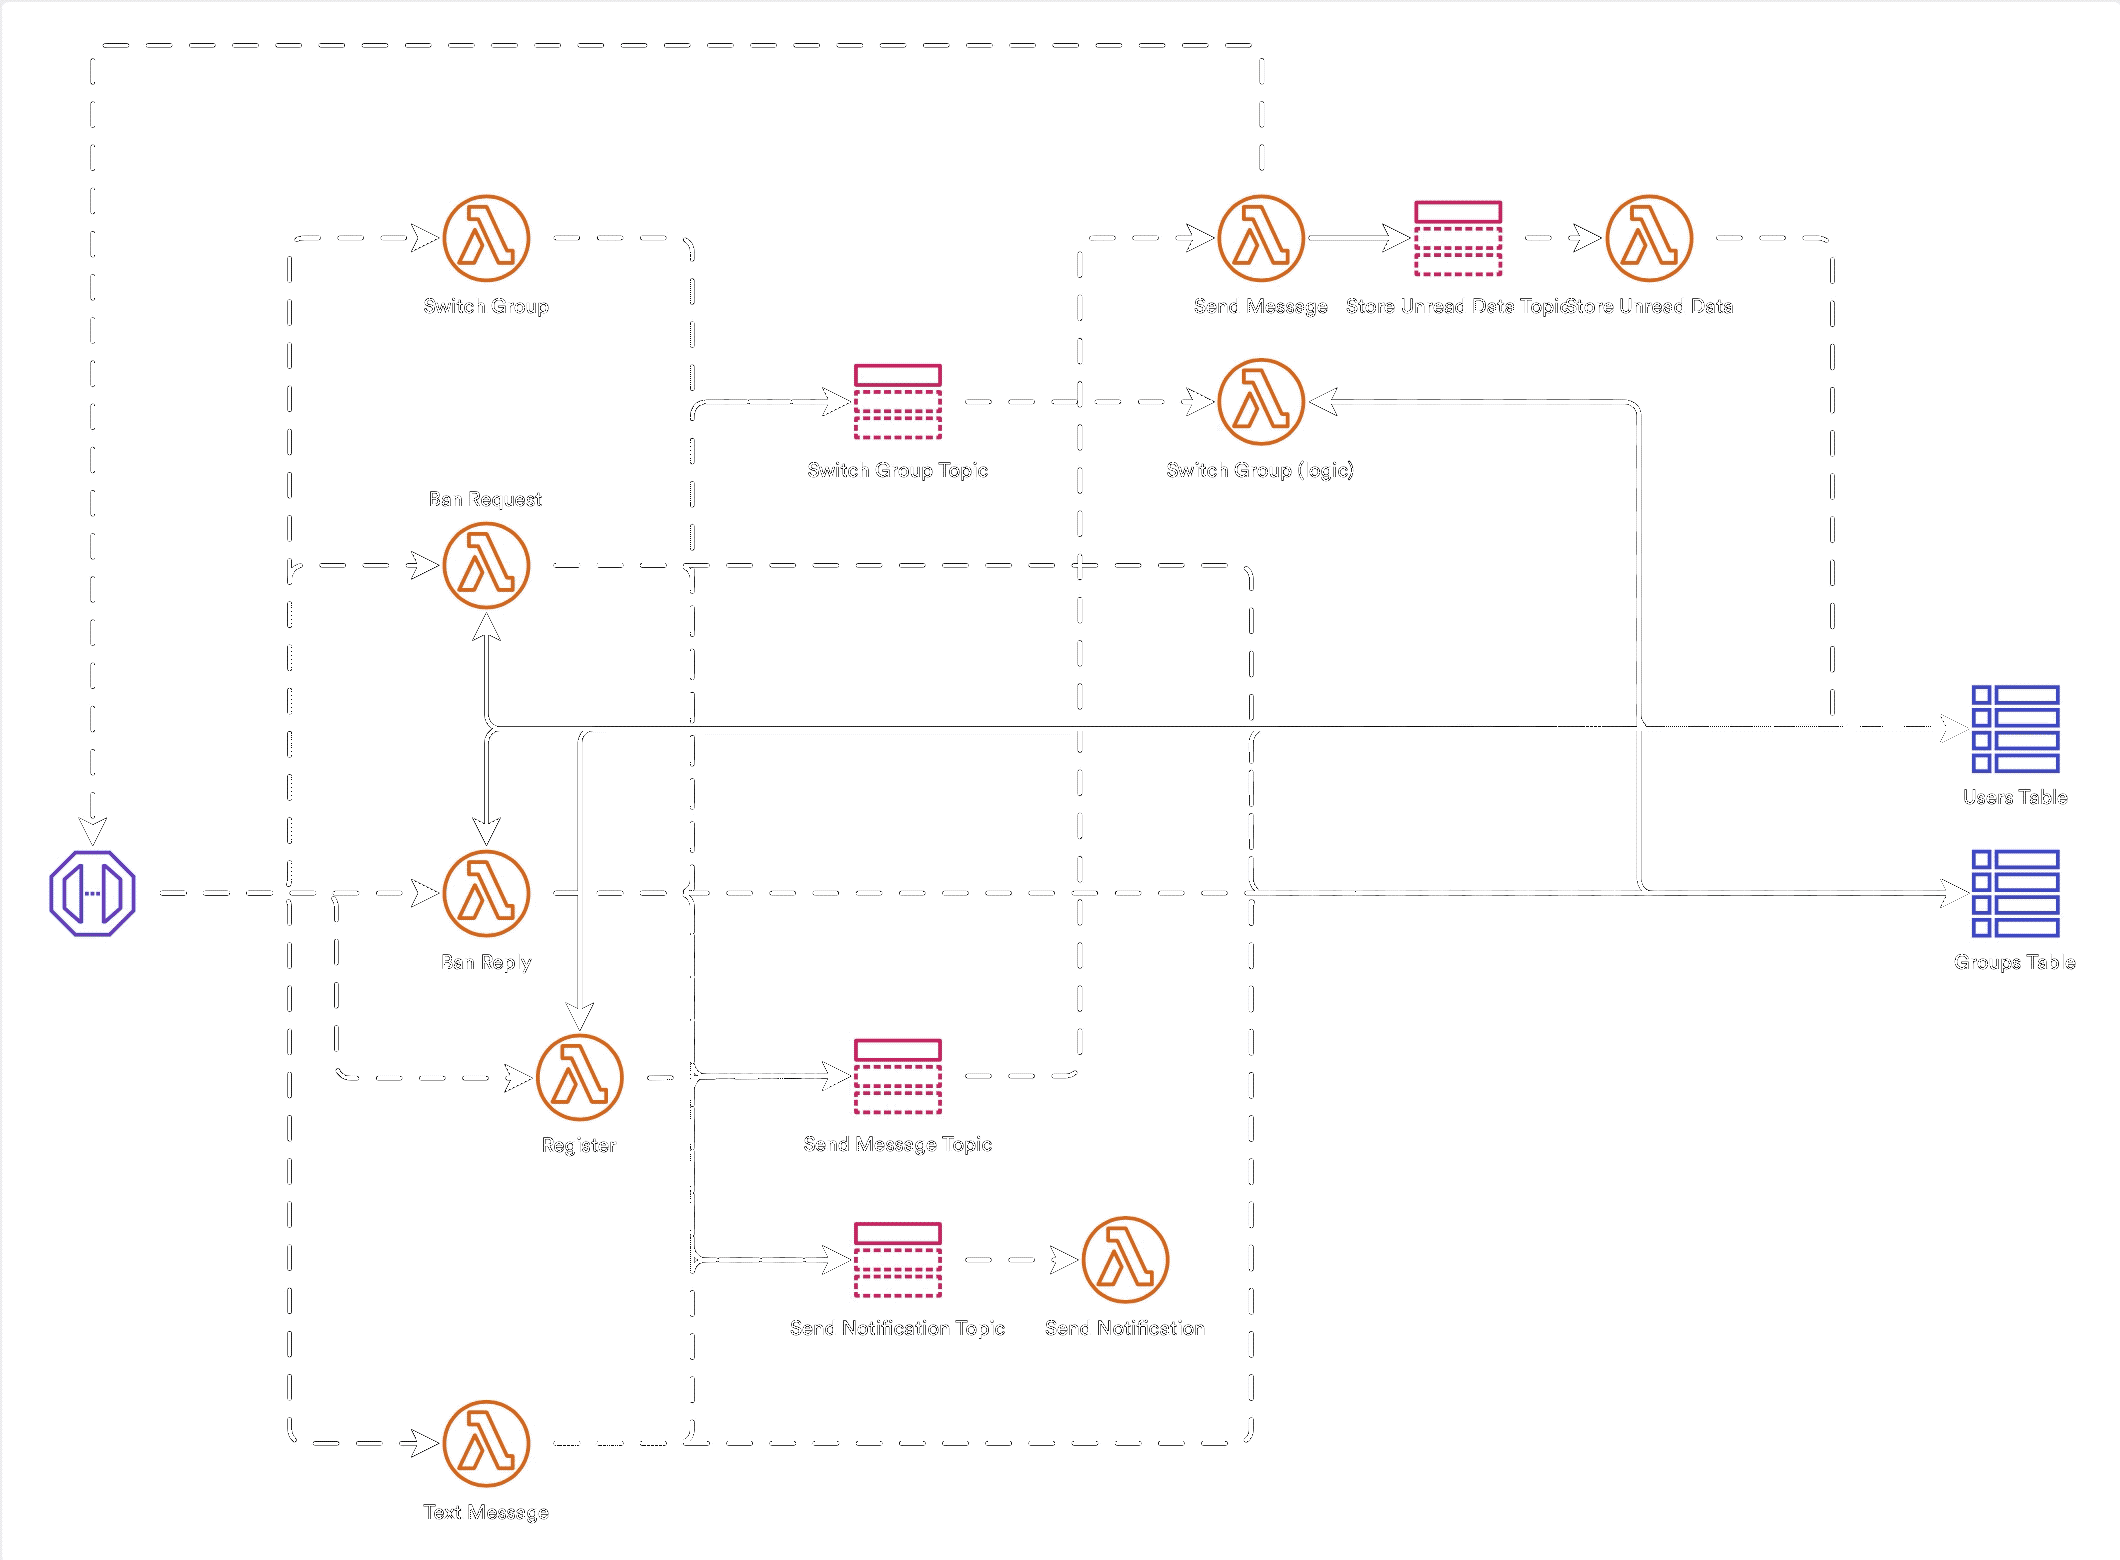 Switch Group
Send Message
Store Unread Data Topic
Store Unread Data
Switch Group Topic
Switch Group (logic)
Ban Request
Users Table
Ban Reply
Groups Table
Register
Send Message Topic
Send Notification Topic
Send Notification
Text Message